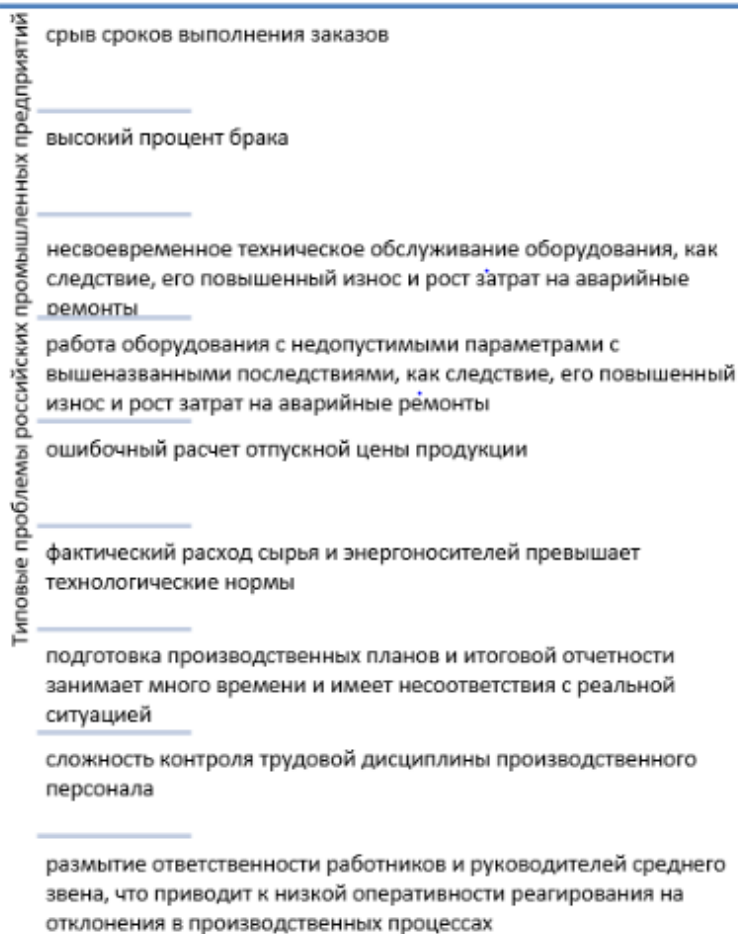 Типовые проблемы российских промышленных предприятий
срыв сроков выполнения заказов
высокий процент брака
несвоевременное техническое обслуживание оборудования, как
следствие, его повышенный износ и рост затрат на аварийные
ремонты
работа оборудования с недопустимыми параметрами с
вышеназванными последствиями, как следствие, его повышенный
износ и рост затрат на аварийные ремонты
ошибочный расчет отпускной цены продукции
фактический расход сырья и энергоносителей превышает
технологические нормы
подготовка производственных планов и итоговой отчетности
занимает много времени и имеет несоответствия с реальной
ситуацией
сложность контроля трудовой дисциплины производственного
персонала
размытие ответственности работников и руководителей среднего
звена, что приводит к низкой оперативности реагирования на
отклонения в производственных процессах